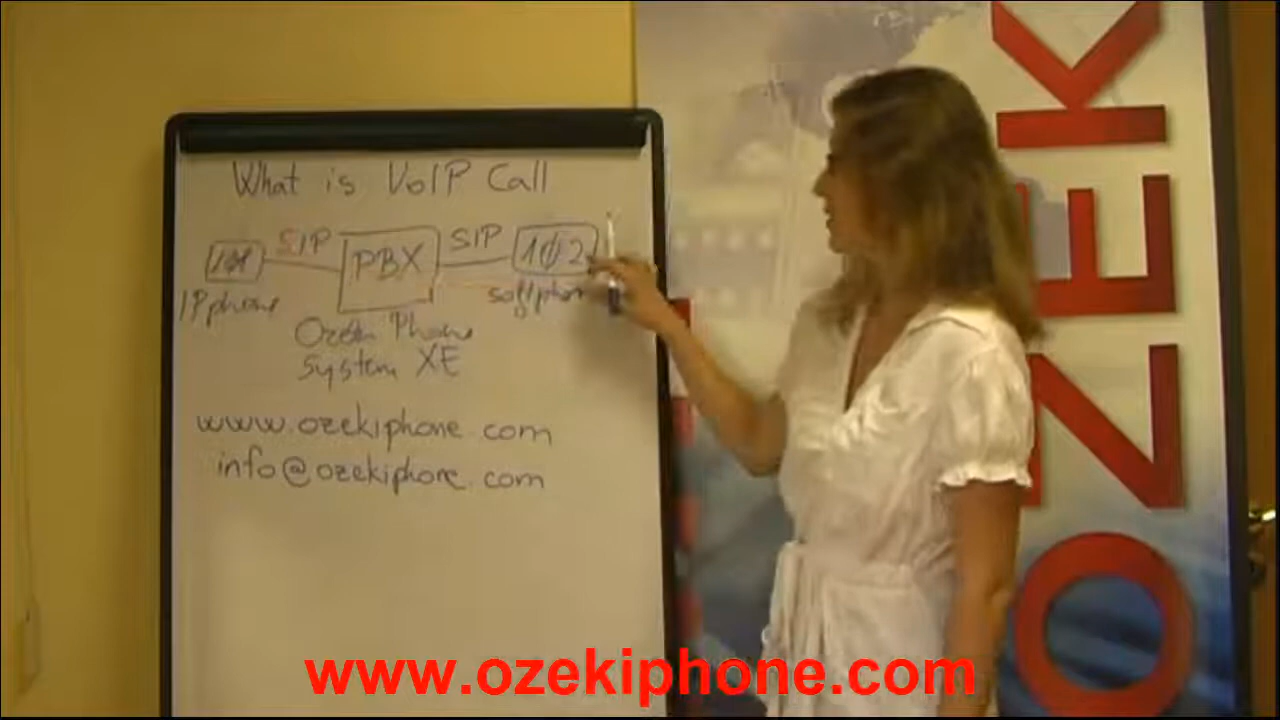 What is VoIP Call
SIP
SIP
PBX
102
IP phone
softphone
Ozeki Phone
System XE
www.ozekiphone.com
info@ozekiphone.com
OZEK
www.ozekiphone.com